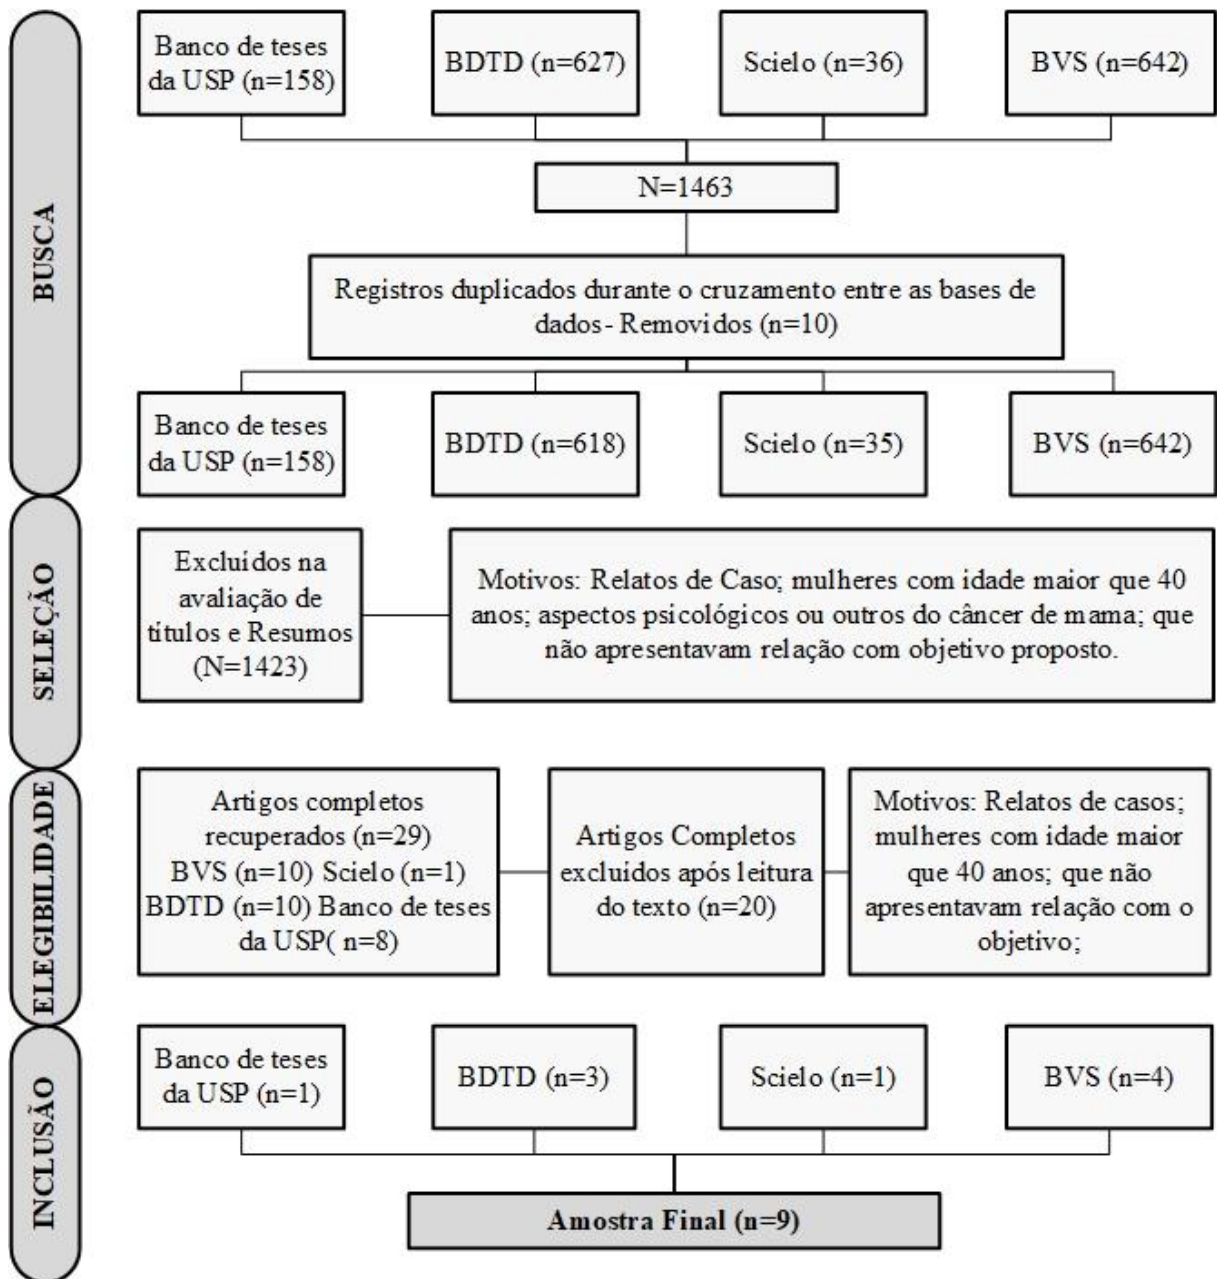 BUSCA
Banco de teses
da USP (n=158)
BDTD (n=627)
Scielo (n=36)
BVS (n=642)
N=1463
Registros duplicados durante o cruzamento entre as bases de
dados- Removidos (n=10)
Banco de teses
da USP (n=158)
BDTD (n=618)
Scielo (n=35)
BVS (n=642)
SELEÇÃO
Excluídos na
avaliação de
títulos e Resumos
(N=1423)
Motivos: Relatos de Caso; mulheres com idade maior que 40
anos; aspectos psicológicos ou outros do câncer de mama; que
não apresentavam relação com objetivo proposto.
ELEGIBILIDADE
Artigos completos
recuperados (n=29)
BVS (n=10) Scielo (n=1)
BDTD (n=10) Banco de teses
da USP( n=8)
Artigos Completos
excluídos após leitura
do texto (n=20)
Motivos: Relatos de casos;
mulheres com idade maior
que 40 anos; que não
apresentavam relação com o
objetivo;
INCLUSÃO
Banco de teses
da USP (n=1)
BDTD (n=3)
Scielo (n=1)
BVS (n=4)
Amostra Final (n=9)